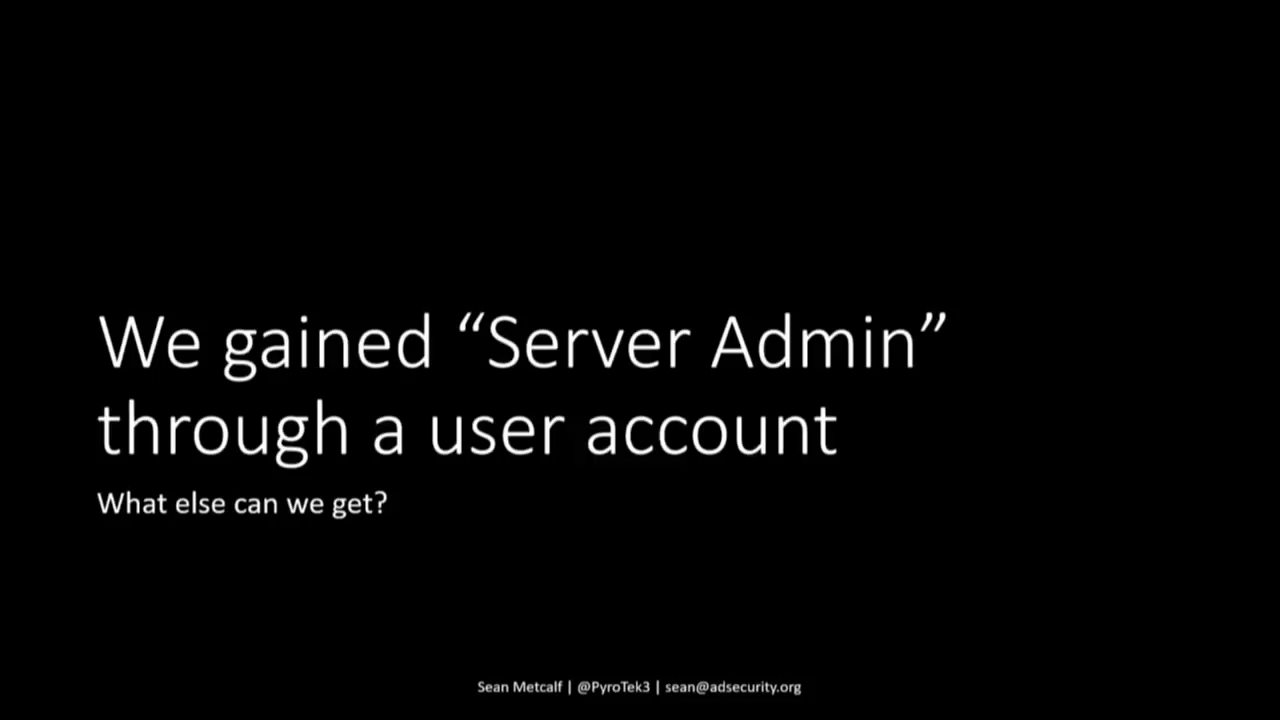 We gained “Server Admin”
through a user account
What else can we get?
Sean Metcalf | @PyroTek3 | sean@adsecurity.org